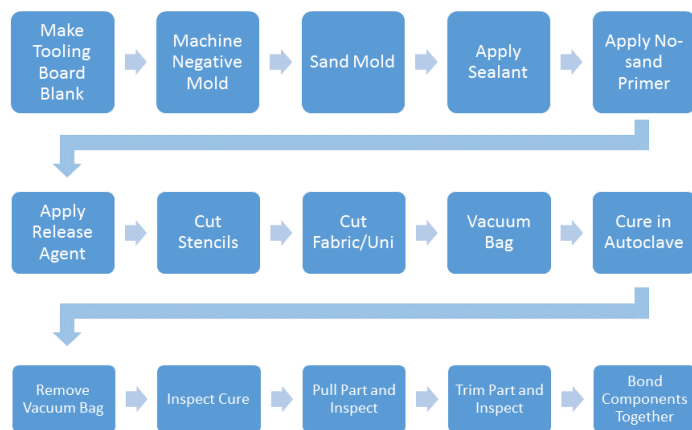 Make
Tooling
Board
Blank
Machine
Negative
Mold
Sand Mold
Apply
Sealant
Apply No-
sand
Primer
Apply
Release
Agent
Cut
Stencils
Cut
Fabric/Uni
Vacuum
Bag
Cure in
Autoclave
Remove
Vacuum Bag
Inspect Cure
Pull Part and
Inspect
Trim Part and
Inspect
Bond
Components
Together